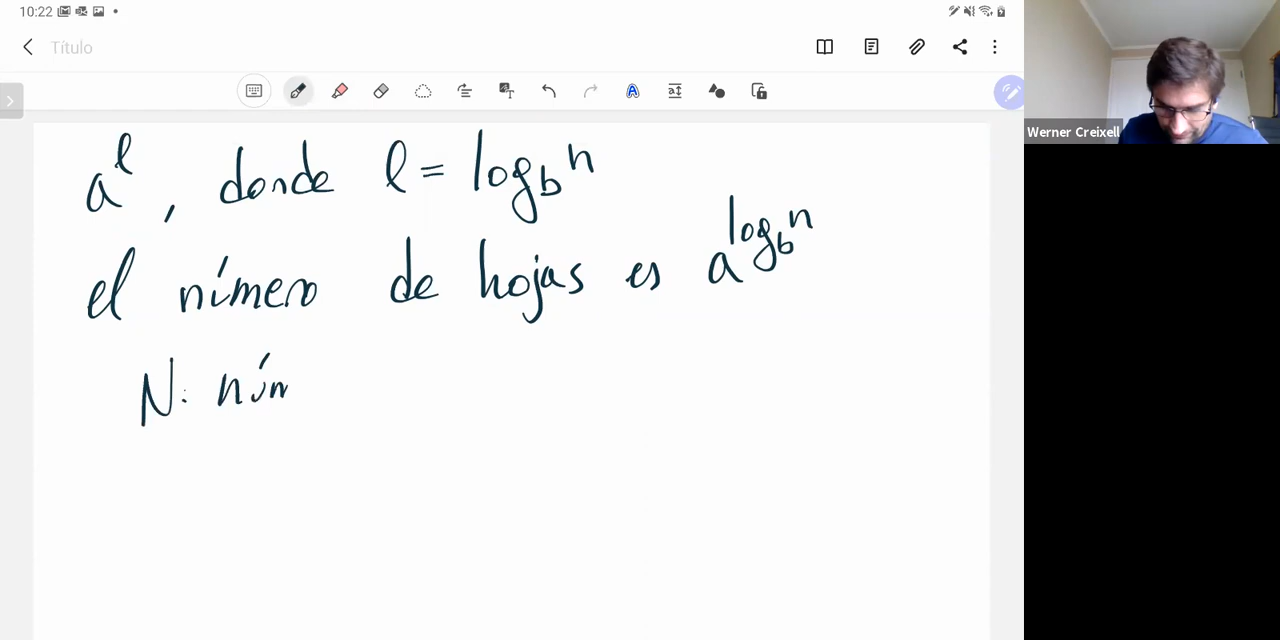 10:22
Título
a^l, donde l = log_b n
el número de hojas es a^{log_b n}
N: núm
Werner Creixell